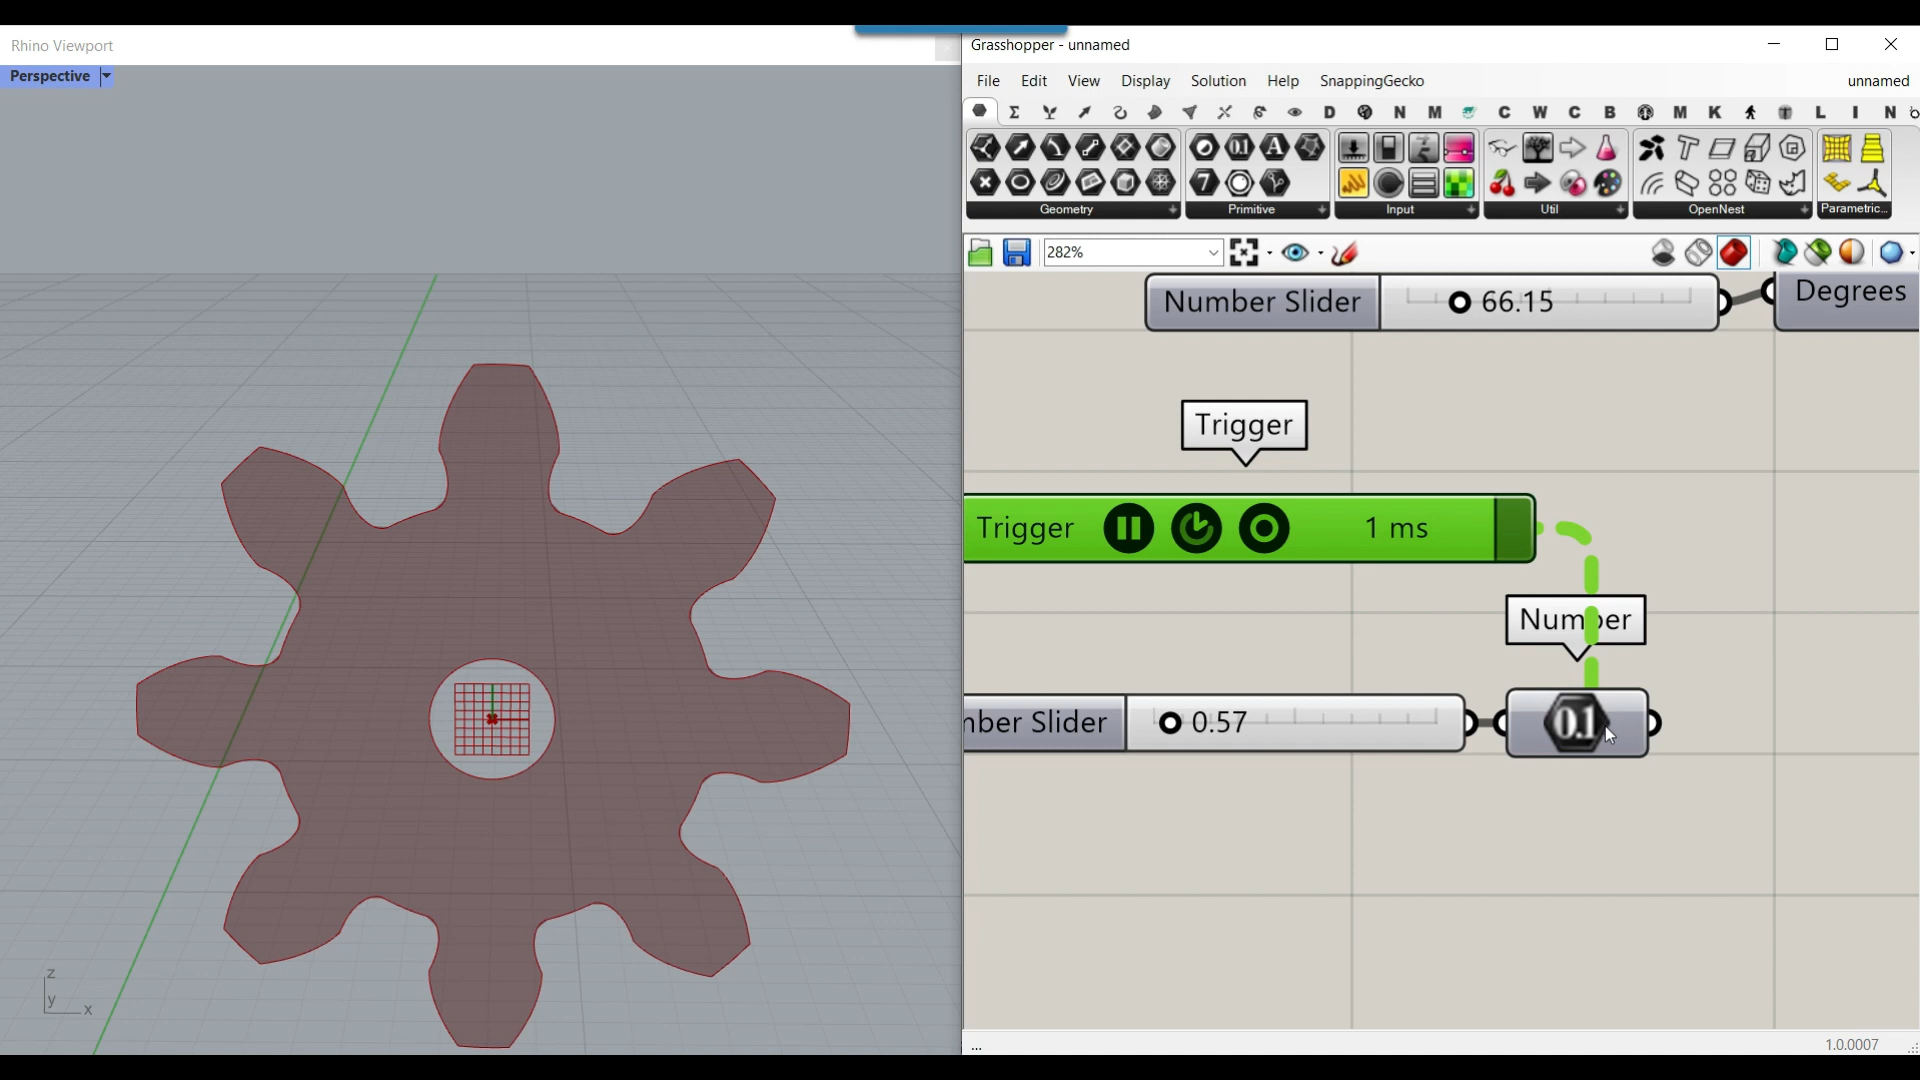 Rhino Viewport
Perspective
z
y
x
Grasshopper - unnamed
File Edit View Display Solution Help SnappingGecko unnamed
Σ D N M C W C B M K L I N
Geometry Primitive Input Util OpenNest Parametric...
282%
Number Slider 66.15 Degrees
Trigger
Trigger 1 ms
Number
nber Slider 0.57 0.1
... 1.0.0007